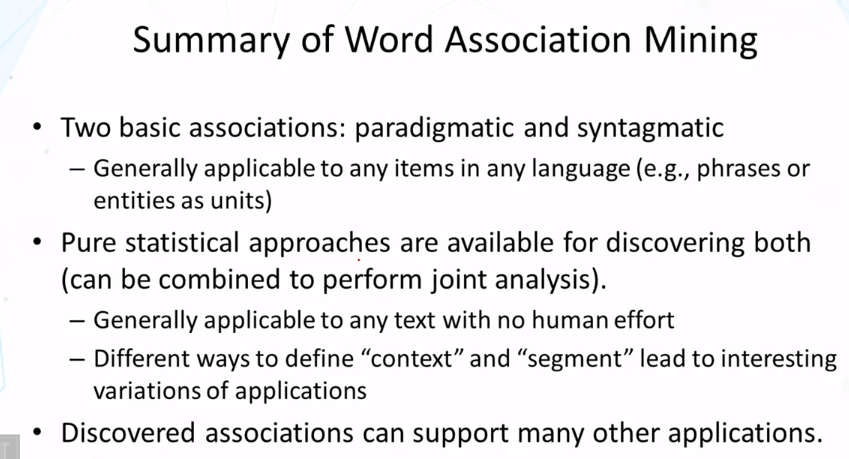 Summary of Word Association Mining
• Two basic associations: paradigmatic and syntagmatic
– Generally applicable to any items in any language (e.g., phrases or
entities as units)
• Pure statistical approaches are available for discovering both
(can be combined to perform joint analysis).
– Generally applicable to any text with no human effort
– Different ways to define “context” and “segment” lead to interesting
variations of applications
• Discovered associations can support many other applications.